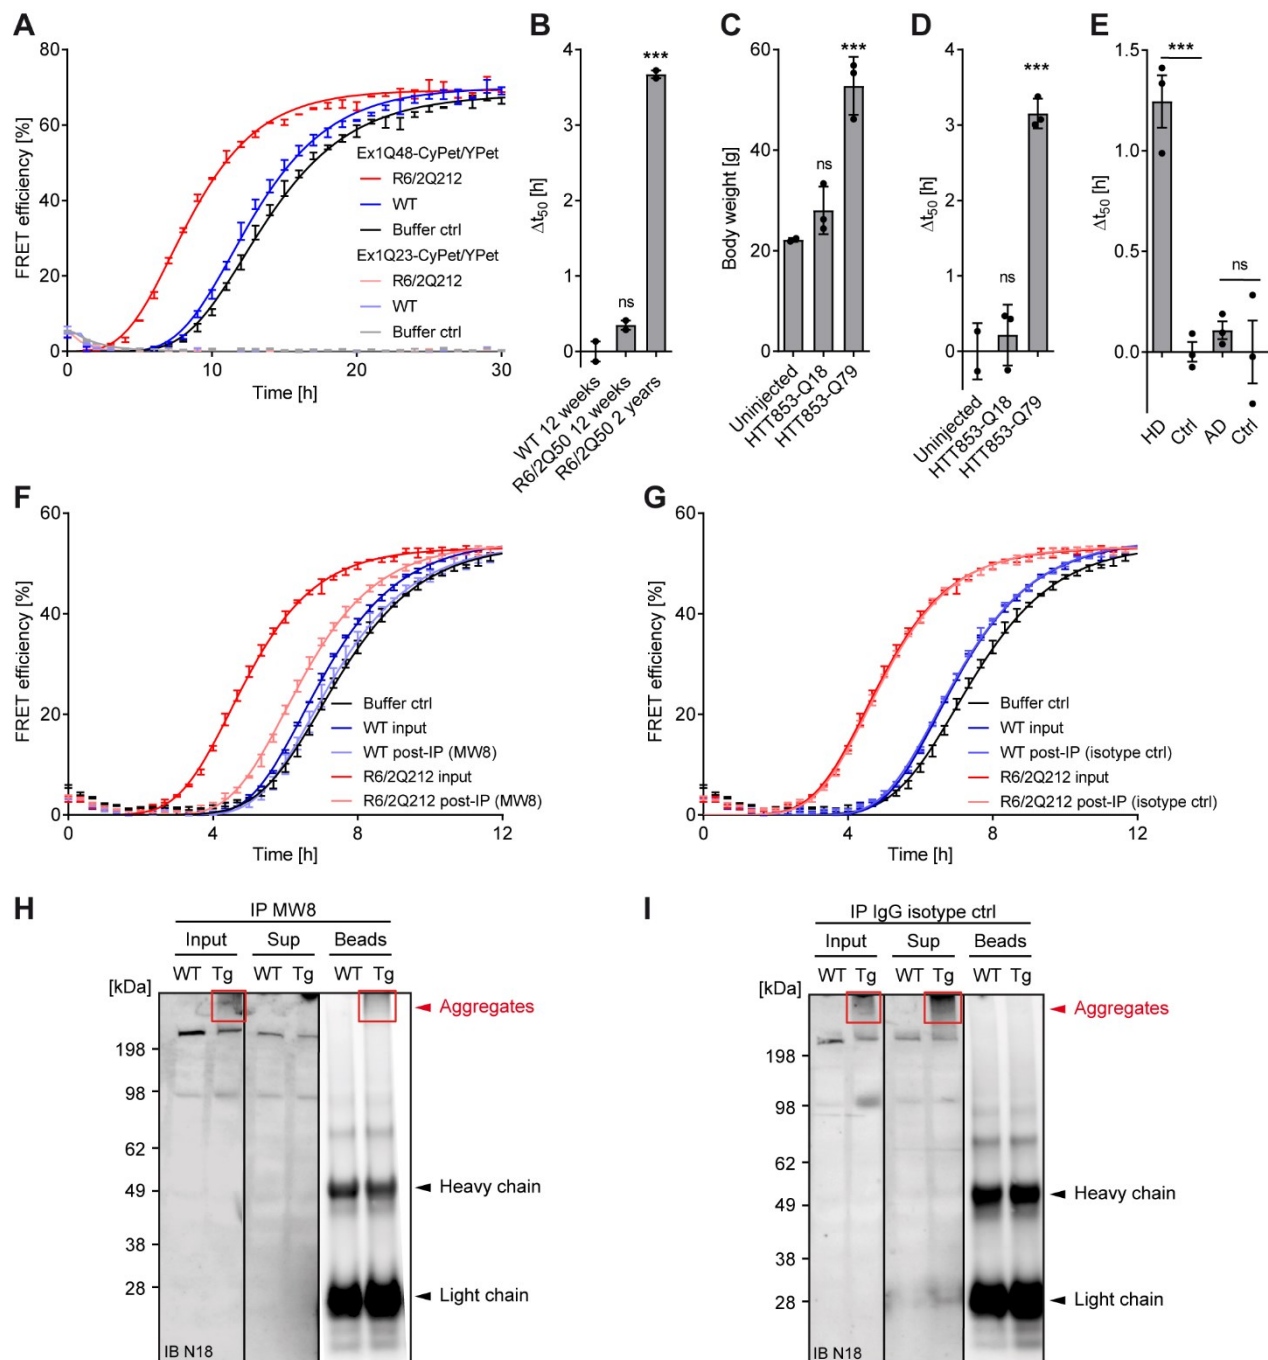 A
FRET efficiency [%]
80
60
40
20
0
0
10
20
30
Time [h]
Ex1Q48-CyPet/YPet
R6/2Q212
WT
Buffer ctrl
Ex1Q23-CyPet/YPet
R6/2Q212
WT
Buffer ctrl
B
Δt50 [h]
4
3
2
1
0
***
ns
WT 12 weeks
R6/2Q50 12 weeks
R6/2Q50 2 years
C
Body weight [g]
60
40
20
0
***
ns
Uninjected
HTT853-Q18
HTT853-Q79
D
Δt50 [h]
4
3
2
1
0
***
ns
Uninjected
HTT853-Q18
HTT853-Q79
E
Δt50 [h]
1.5
1.0
0.5
0.0
***
ns
HD
Ctrl
AD
Ctrl
F
FRET efficiency [%]
60
40
20
0
0
4
8
12
Time [h]
Buffer ctrl
WT input
WT post-IP (MW8)
R6/2Q212 input
R6/2Q212 post-IP (MW8)
G
FRET efficiency [%]
60
40
20
0
0
4
8
12
Time [h]
Buffer ctrl
WT input
WT post-IP (isotype ctrl)
R6/2Q212 input
R6/2Q212 post-IP (isotype ctrl)
H
IP MW8
Input Sup Beads
WT Tg WT Tg WT Tg
[kDa]
Aggregates
198
98
62
49
Heavy chain
38
28
Light chain
IB N18
I
IP IgG isotype ctrl
Input Sup Beads
WT Tg WT Tg WT Tg
[kDa]
Aggregates
198
98
62
49
Heavy chain
38
28
Light chain
IB N18